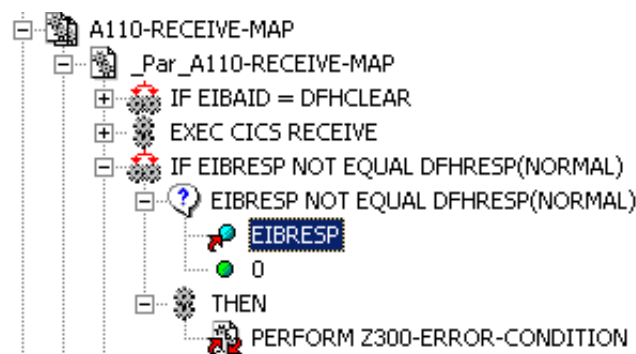 A110-RECEIVE-MAP
_Par_A110-RECEIVE-MAP
IF EIBAID = DFHCLEAR
EXEC CICS RECEIVE
IF EIBRESP NOT EQUAL DFHRESP(NORMAL)
EIBRESP NOT EQUAL DFHRESP(NORMAL)
EIBRESP
0
THEN
PERFORM Z300-ERROR-CONDITION